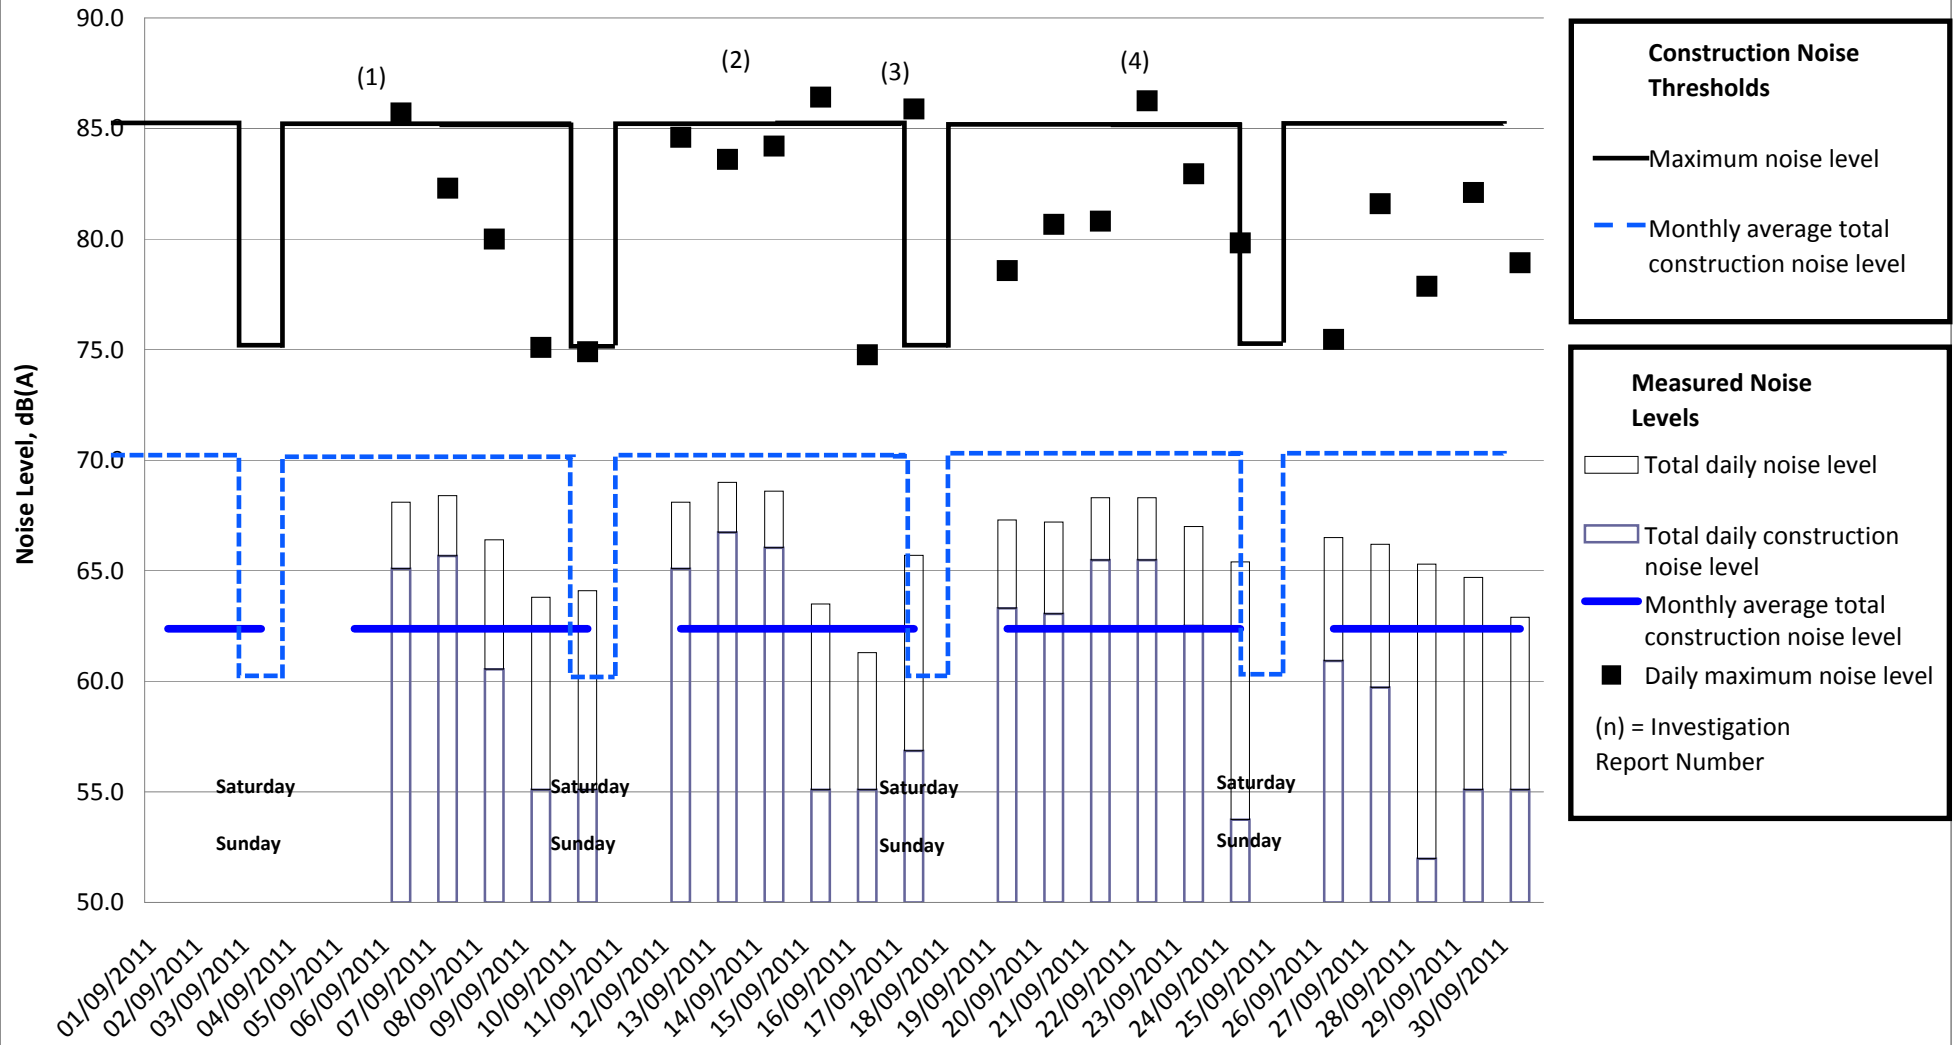 90.0
85.0
80.0
75.0
70.0
65.0
60.0
55.0
50.0
Noise Level, dB(A)
(1)
(2)
(3)
(4)
Saturday
Sunday
Saturday
Sunday
Saturday
Sunday
Saturday
Sunday
01/09/2011
02/09/2011
03/09/2011
04/09/2011
05/09/2011
06/09/2011
07/09/2011
08/09/2011
09/09/2011
10/09/2011
11/09/2011
12/09/2011
13/09/2011
14/09/2011
15/09/2011
16/09/2011
17/09/2011
18/09/2011
19/09/2011
20/09/2011
21/09/2011
22/09/2011
23/09/2011
24/09/2011
25/09/2011
26/09/2011
27/09/2011
28/09/2011
29/09/2011
30/09/2011
Construction Noise
Thresholds
Maximum noise level
Monthly average total
construction noise level
Measured Noise
Levels
Total daily noise level
Total daily construction
noise level
Monthly average total
construction noise level
Daily maximum noise level
(n) = Investigation
Report Number